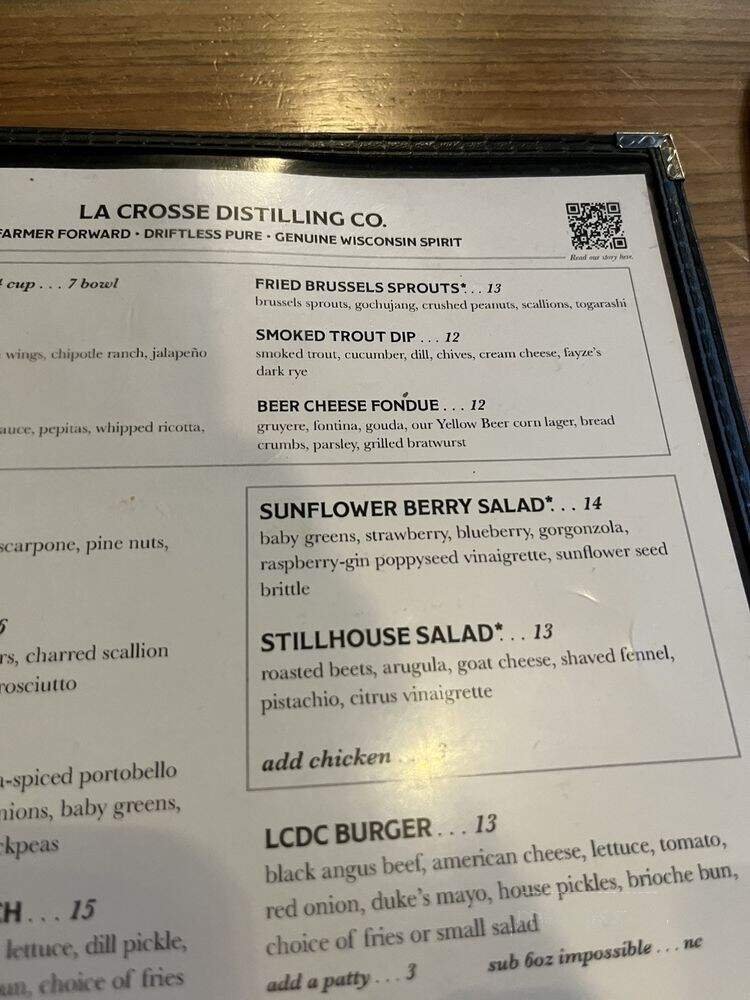 LA CROSSE DISTILLING CO.
FARMER FORWARD • DRIFTLESS PURE • GENUINE WISCONSIN SPIRIT
Read our story here.
cup . . . 7 bowl
wings, chipotle ranch, jalapeño
sauce, pepitas, whipped ricotta,
FRIED BRUSSELS SPROUTS*. . . 13
brussels sprouts, gochujang, crushed peanuts, scallions, togarashi
SMOKED TROUT DIP . . . 12
smoked trout, cucumber, dill, chives, cream cheese, fayze's
dark rye
BEER CHEESE FONDUE . . . 12
gruyere, fontina, gouda, our Yellow Beer corn lager, bread
crumbs, parsley, grilled bratwurst
scarpone, pine nuts,
rs, charred scallion
rosciutto
-spiced portobello
nions, baby greens,
ckpeas
CH . . . 15
lettuce, dill pickle,
un, choice of fries
SUNFLOWER BERRY SALAD*. . . 14
baby greens, strawberry, blueberry, gorgonzola,
raspberry-gin poppyseed vinaigrette, sunflower seed
brittle
STILLHOUSE SALAD*. . . 13
roasted beets, arugula, goat cheese, shaved fennel,
pistachio, citrus vinaigrette
add chicken . . . 3
LCDC BURGER . . . 13
black angus beef, american cheese, lettuce, tomato,
red onion, duke's mayo, house pickles, brioche bun,
choice of fries or small salad
add a patty . . . 3 sub 6oz impossible . . . nc